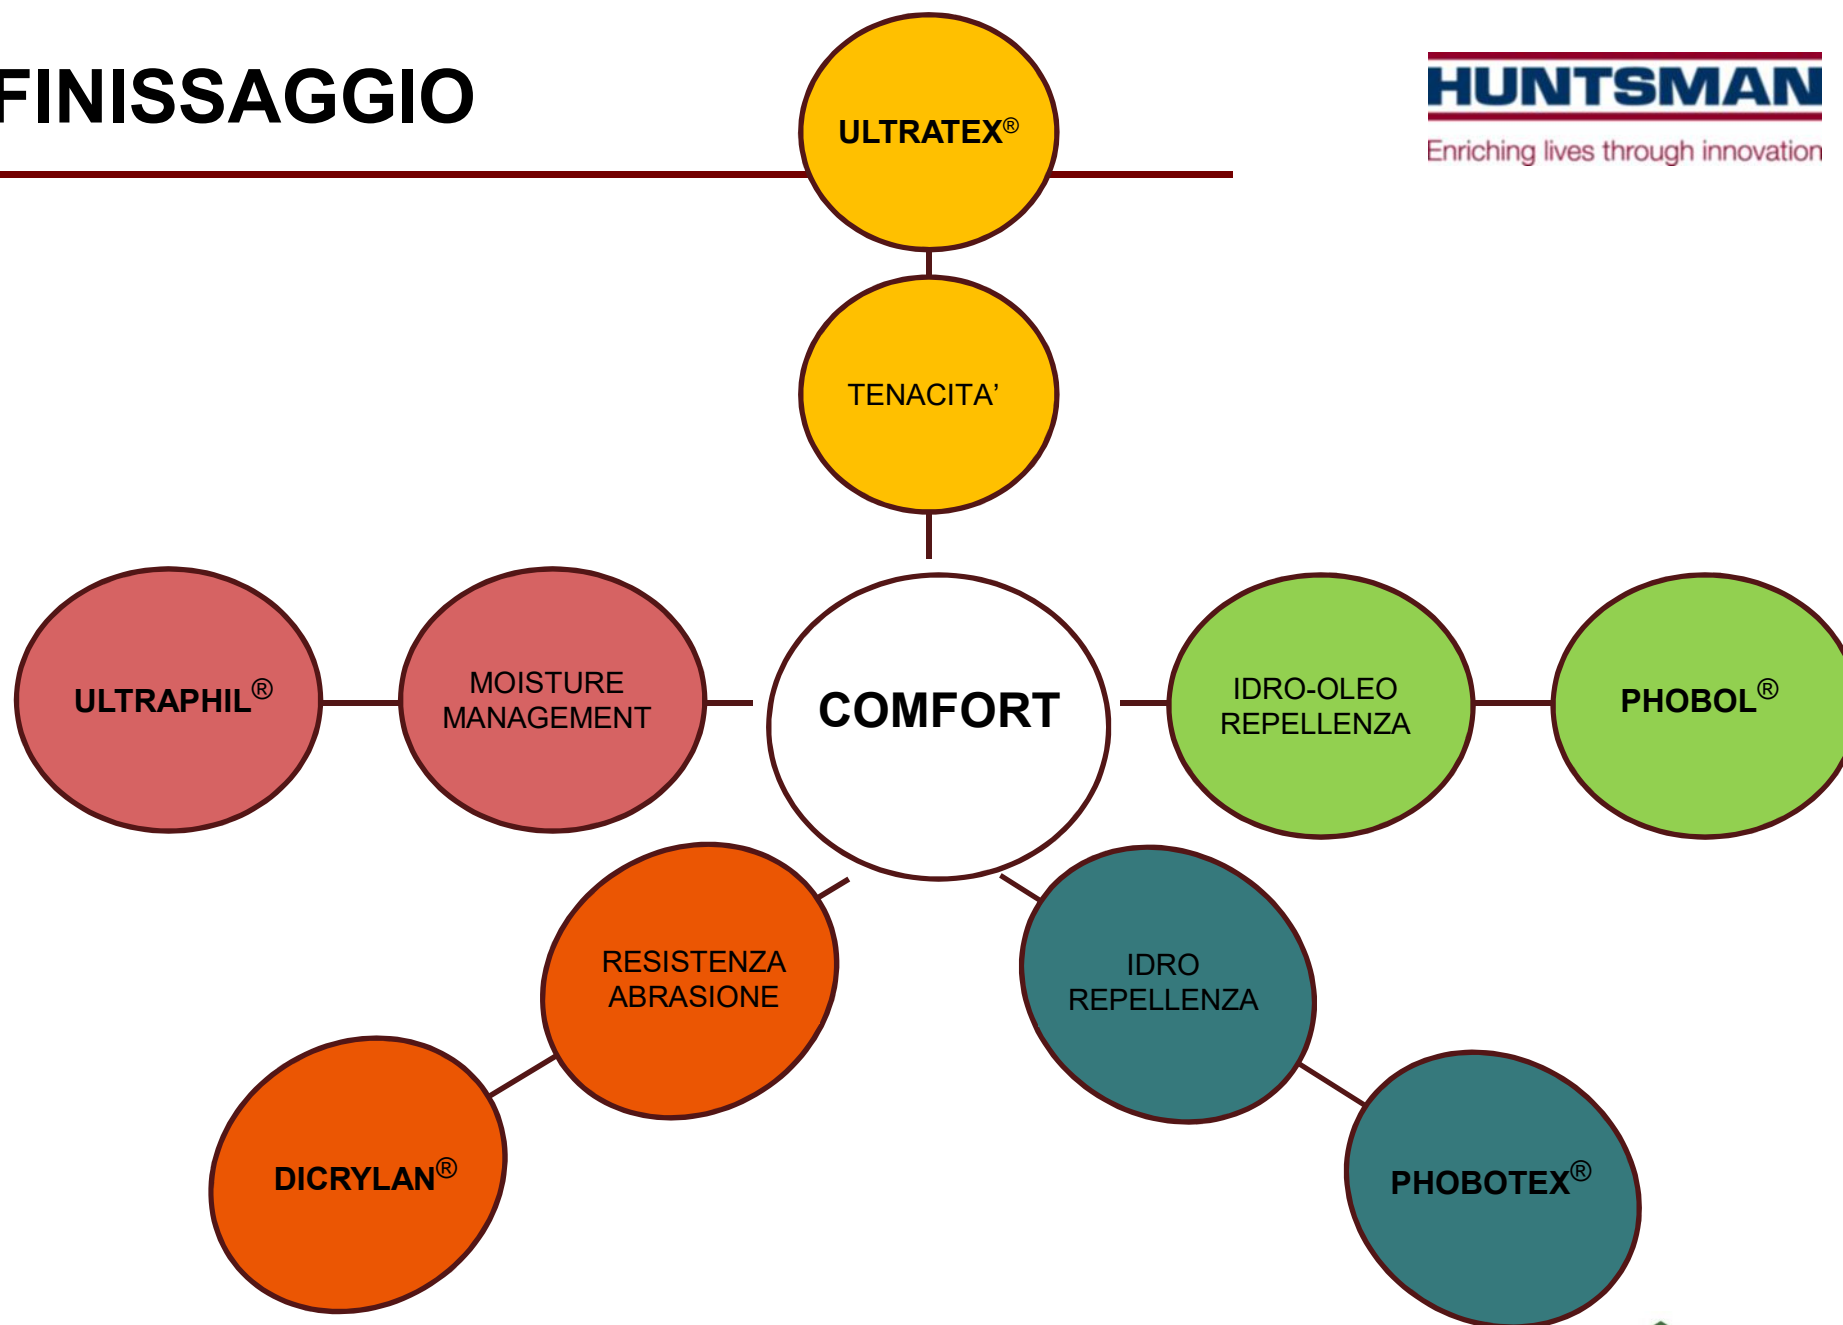 FINISSAGGIO
HUNTSMAN
Enriching lives through innovation
ULTRATEX®
TENACITA’
ULTRAPHIL®
MOISTURE
MANAGEMENT
COMFORT
IDRO-OLEO
REPELLENZA
PHOBOL®
RESISTENZA
ABRASIONE
IDRO
REPELLENZA
DICRYLAN®
PHOBOTEX®